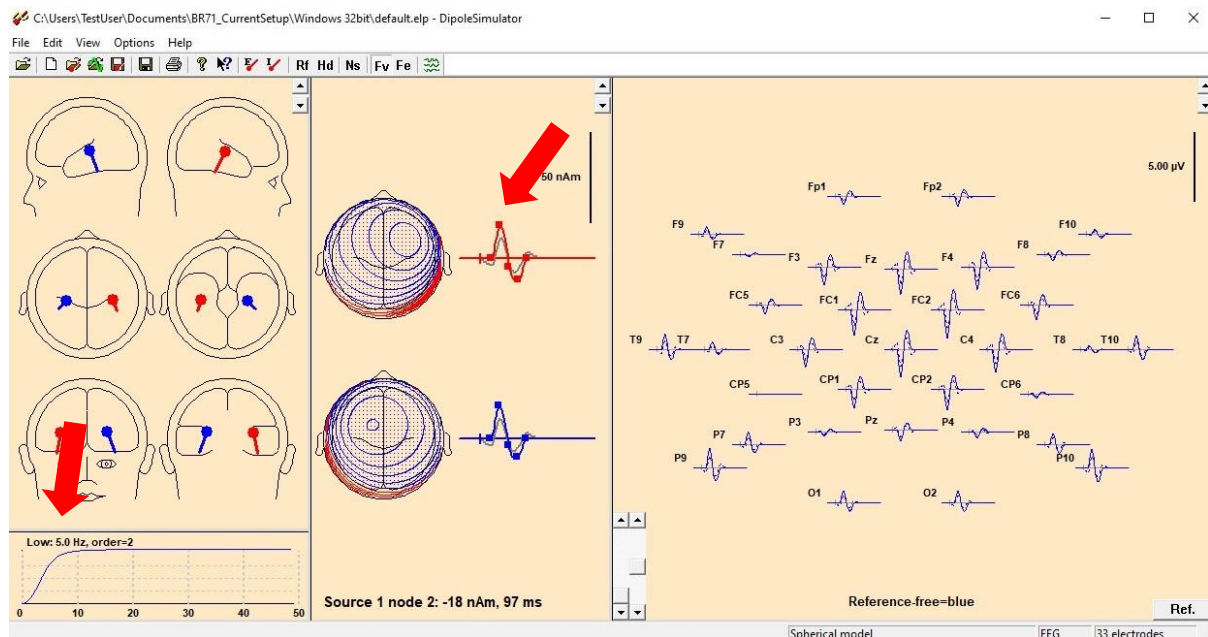 C:\Users\TestUser\Documents\BR71_CurrentSetup\Windows 32bit\default.elp - DipoleSimulator
File Edit View Options Help
Rf Hd Ns Fv Fe
50 nAm
5.00 µV
Fp1 Fp2
F9 F10
F7 F8
F3 Fz F4
FC5 FC1 FC2 FC6
T9 T7 C3 Cz C4 T8 T10
CP5 CP1 CP2 CP6
P7 P3 Pz P4 P8
P9 P10
O1 O2
Low: 5.0 Hz, order=2
0 10 20 30 40 50
Source 1 node 2: -18 nAm, 97 ms
Reference-free=blue
Ref.
Spherical model EEG 33 electrodes